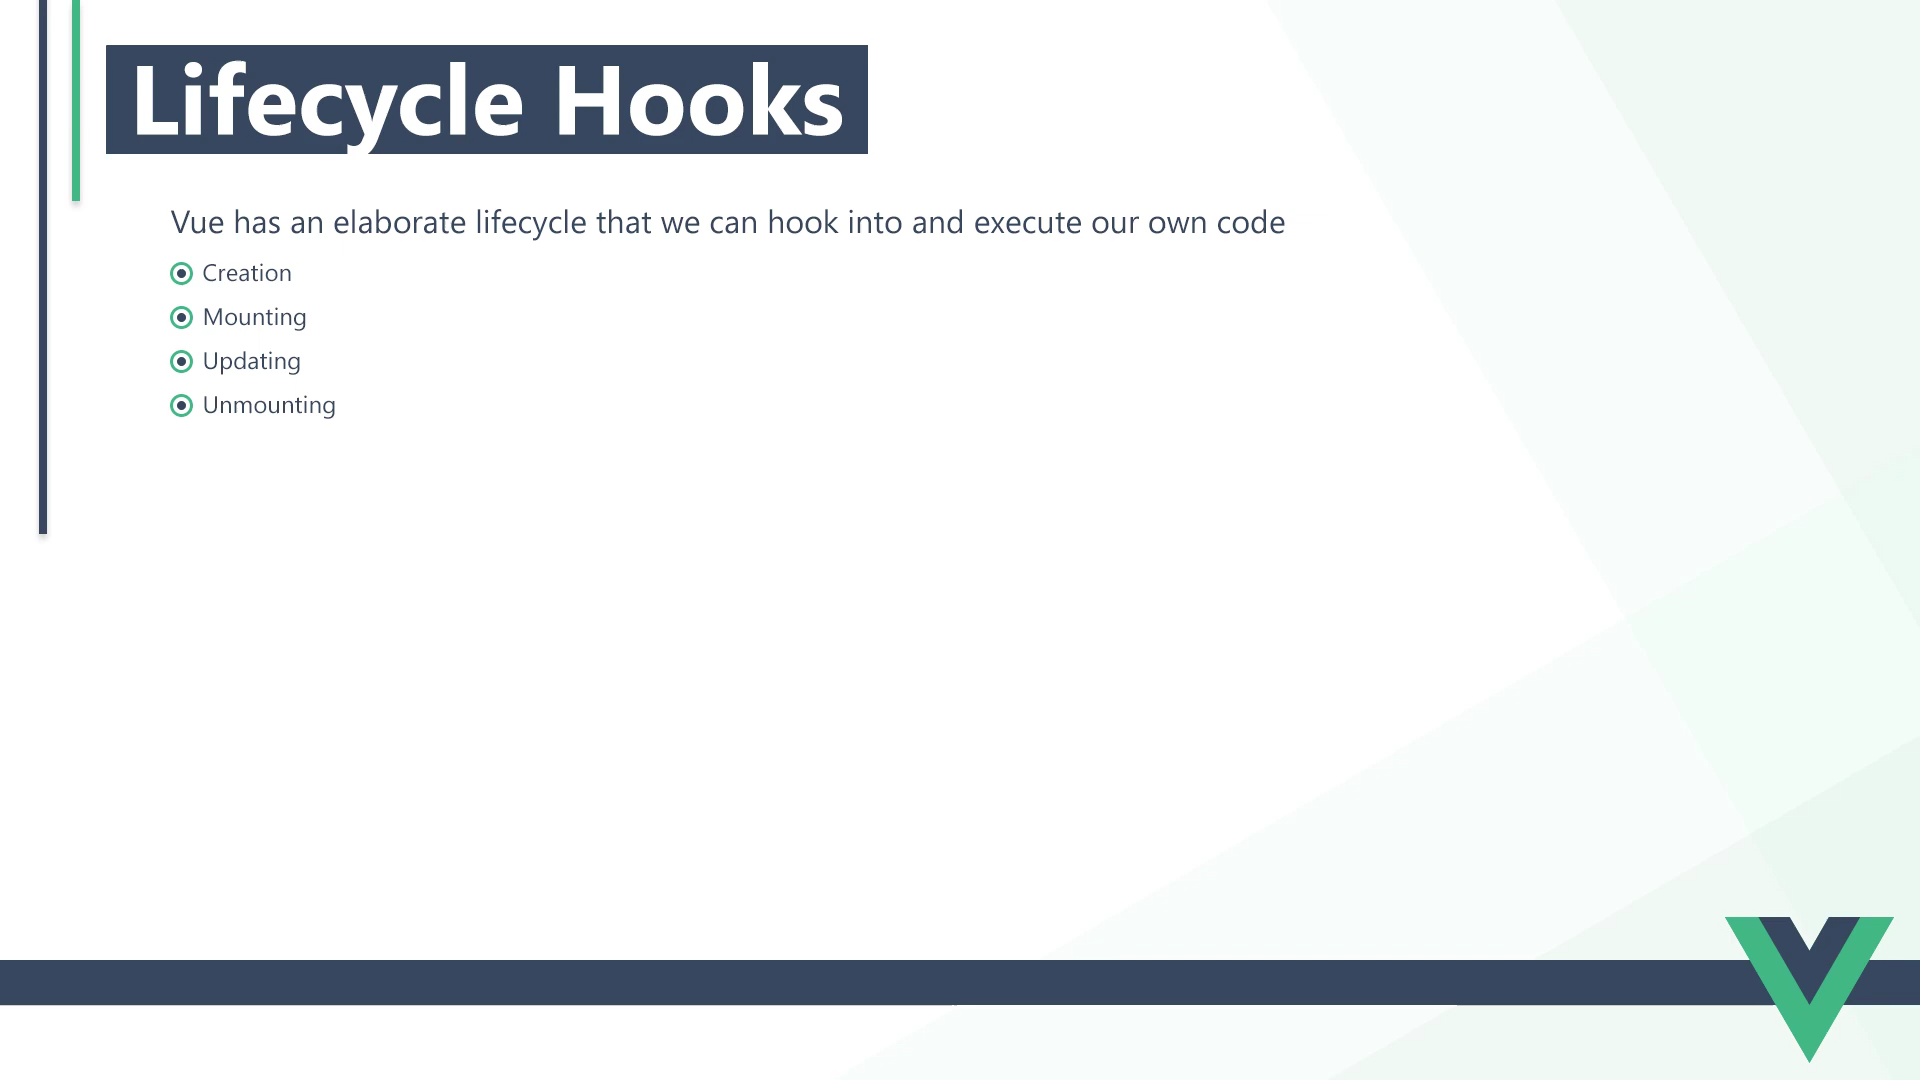 Lifecycle Hooks
Vue has an elaborate lifecycle that we can hook into and execute our own code
Creation
Mounting
Updating
Unmounting